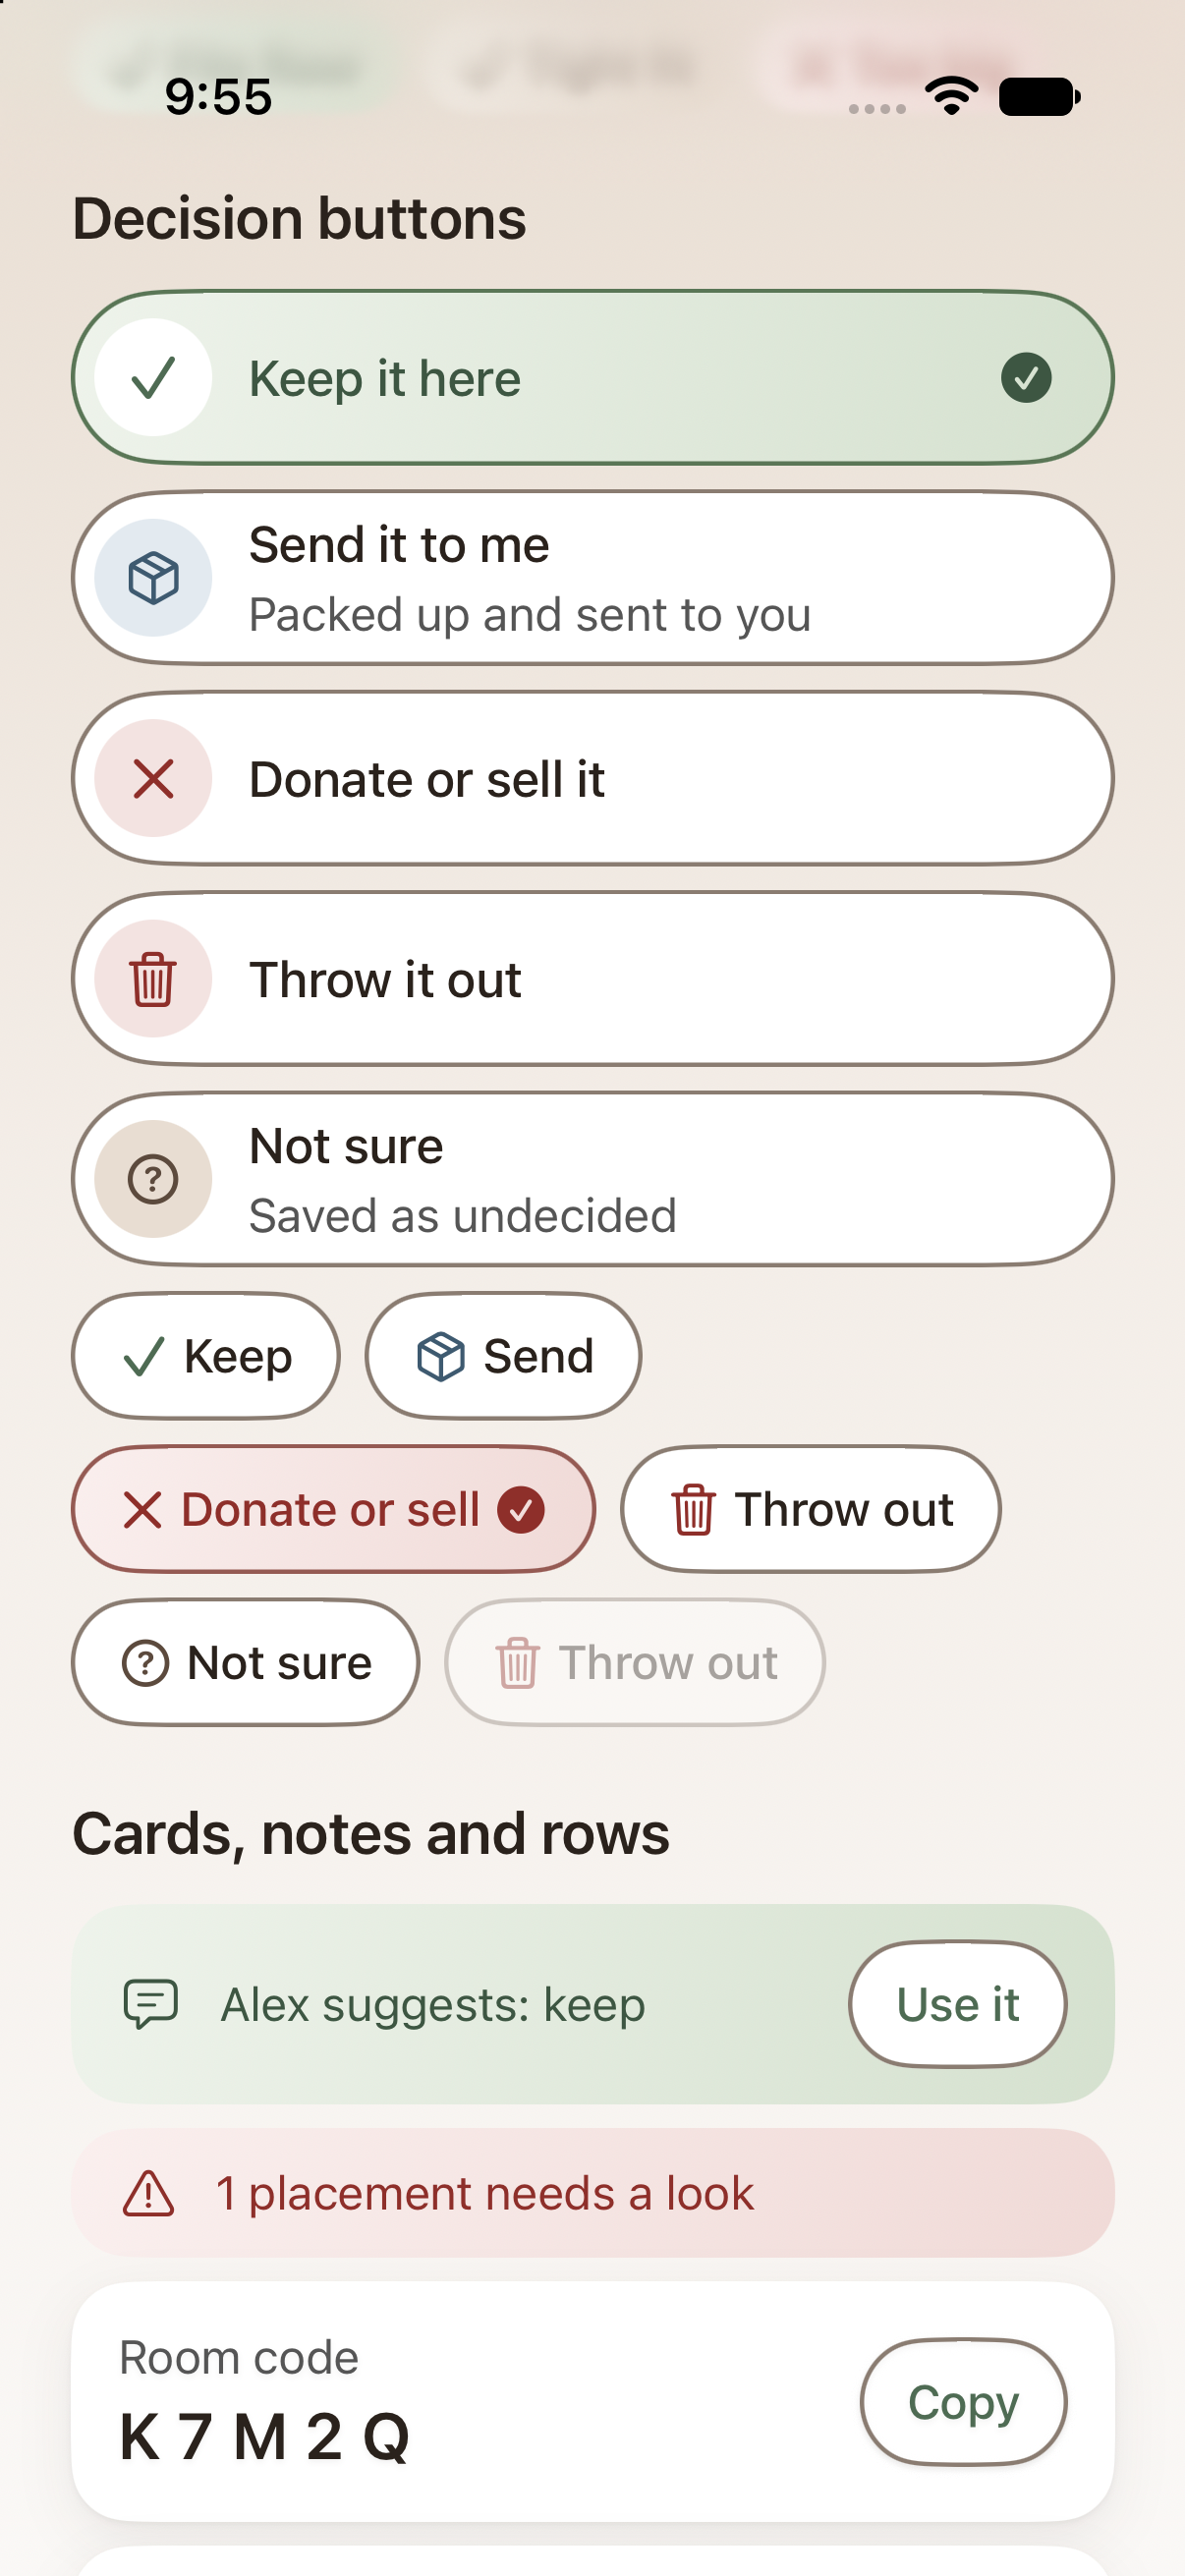 9:55
Decision buttons
Keep it here
Send it to me
Packed up and sent to you
Donate or sell it
Throw it out
Not sure
Saved as undecided
Keep
Send
Donate or sell
Throw out
Not sure
Throw out
Cards, notes and rows
Alex suggests: keep
Use it
1 placement needs a look
Room code
K7M2Q
Copy